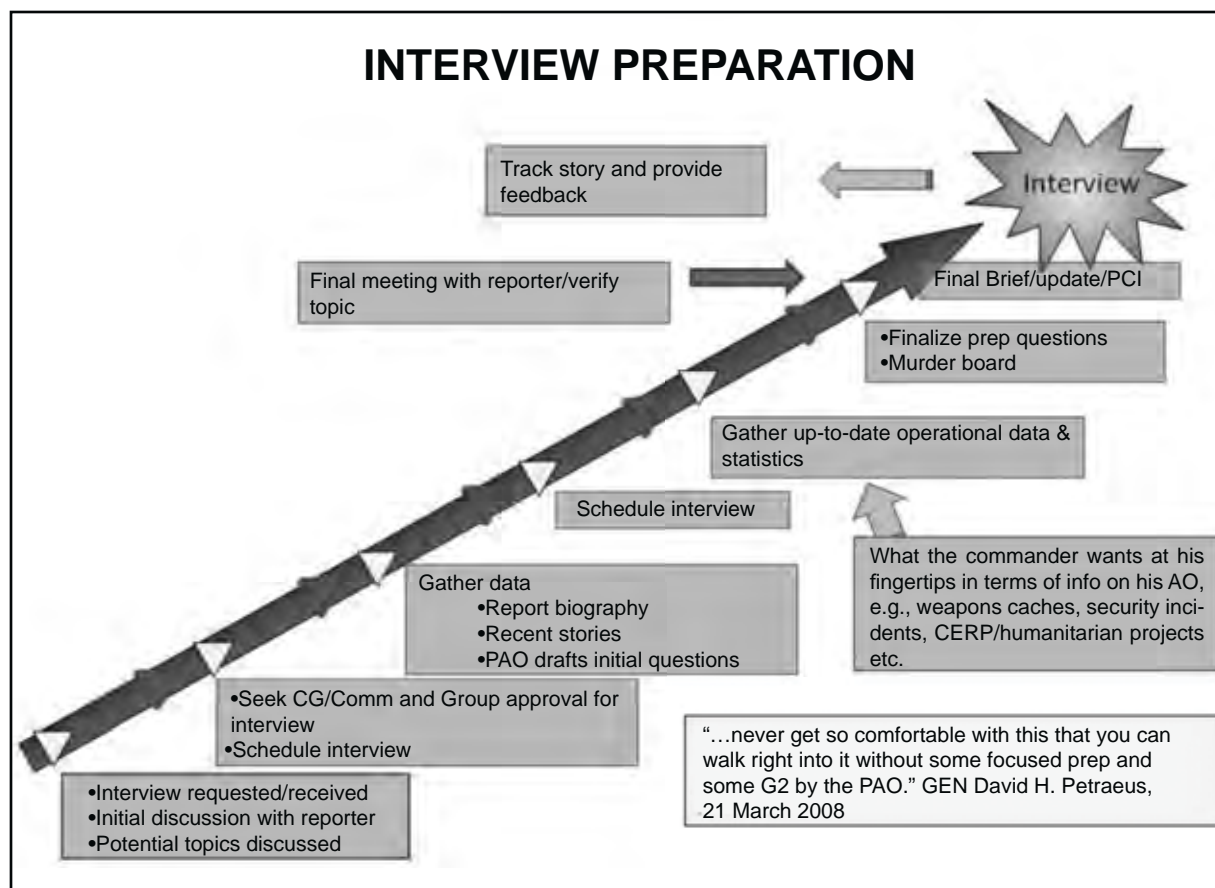 INTERVIEW PREPARATION
Interview
Track story and provide
feedback
Final meeting with reporter/verify
topic
Final Brief/update/PCI
•Finalize prep questions
•Murder board
Gather up-to-date operational data &
statistics
Schedule interview
What the commander wants at his
fingertips in terms of info on his AO,
e.g., weapons caches, security inci-
dents, CERP/humanitarian projects
etc.
Gather data
•Report biography
•Recent stories
•PAO drafts initial questions
•Seek CG/Comm and Group approval for
interview
•Schedule interview
“…never get so comfortable with this that you can
walk right into it without some focused prep and
some G2 by the PAO.” GEN David H. Petraeus,
21 March 2008
•Interview requested/received
•Initial discussion with reporter
•Potential topics discussed